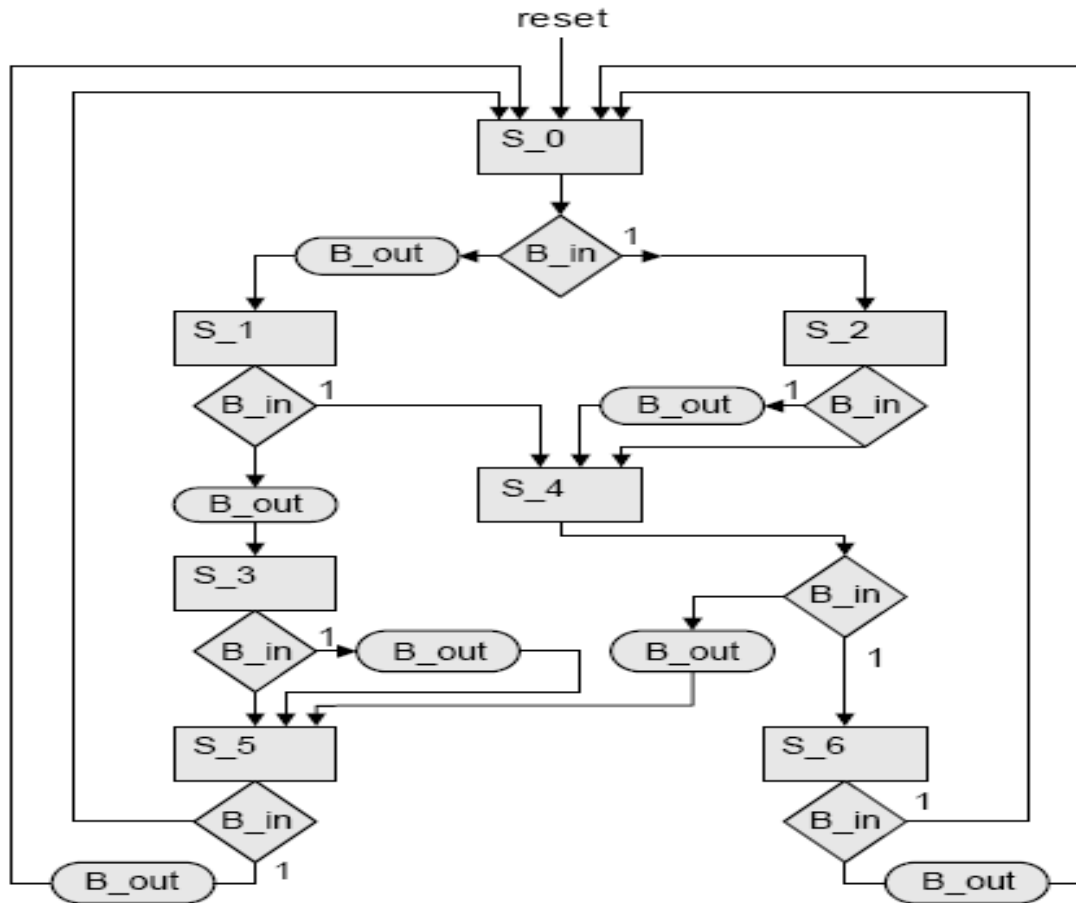 reset
S_0
B_out
B_in
1
S_1
S_2
B_in
1
B_out
1
B_in
B_out
S_4
S_3
B_in
B_in
1
B_out
B_out
1
S_5
S_6
B_in
1
B_in
1
B_out
B_out